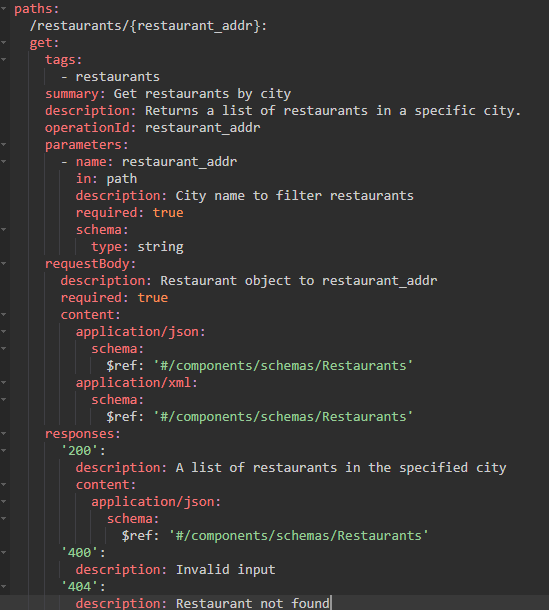 paths:
  /restaurants/{restaurant_addr}:
  get:
    tags:
      - restaurants
    summary: Get restaurants by city
    description: Returns a list of restaurants in a specific city.
    operationId: restaurant_addr
    parameters:
      - name: restaurant_addr
        in: path
        description: City name to filter restaurants
        required: true
        schema:
          type: string
    requestBody:
      description: Restaurant object to restaurant_addr
      required: true
      content:
        application/json:
          schema:
            $ref: '#/components/schemas/Restaurants'
        application/xml:
          schema:
            $ref: '#/components/schemas/Restaurants'
    responses:
      '200':
        description: A list of restaurants in the specified city
        content:
          application/json:
            schema:
              $ref: '#/components/schemas/Restaurants'
      '400':
        description: Invalid input
      '404':
        description: Restaurant not found